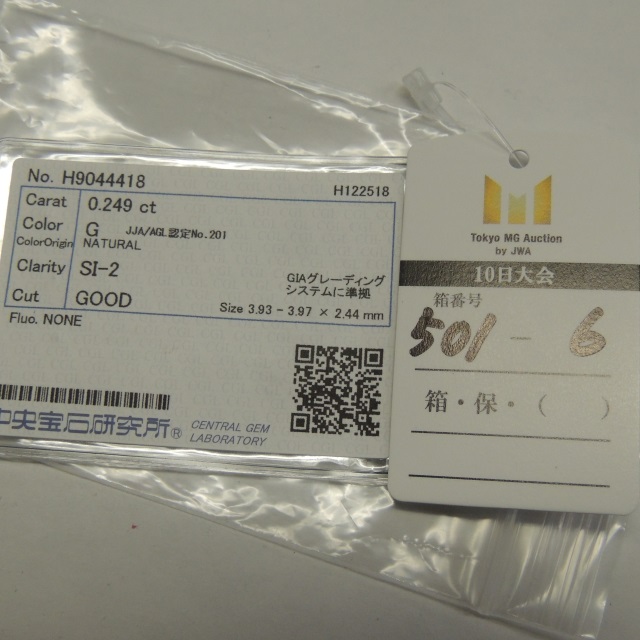 No. H9044418
H122518
Carat 0.249 ct
Color G JJA/AGL認定No.201
ColorOrigin NATURAL
Clarity SI-2
GIAグレーディング
システムに準拠
Cut GOOD
Size 3.93 - 3.97 × 2.44 mm
Fluo. NONE
中央宝石研究所®
CENTRAL GEM
LABORATORY
Tokyo MG Auction
by JWA
10日大会
箱番号
501 - 6
箱・保・( )